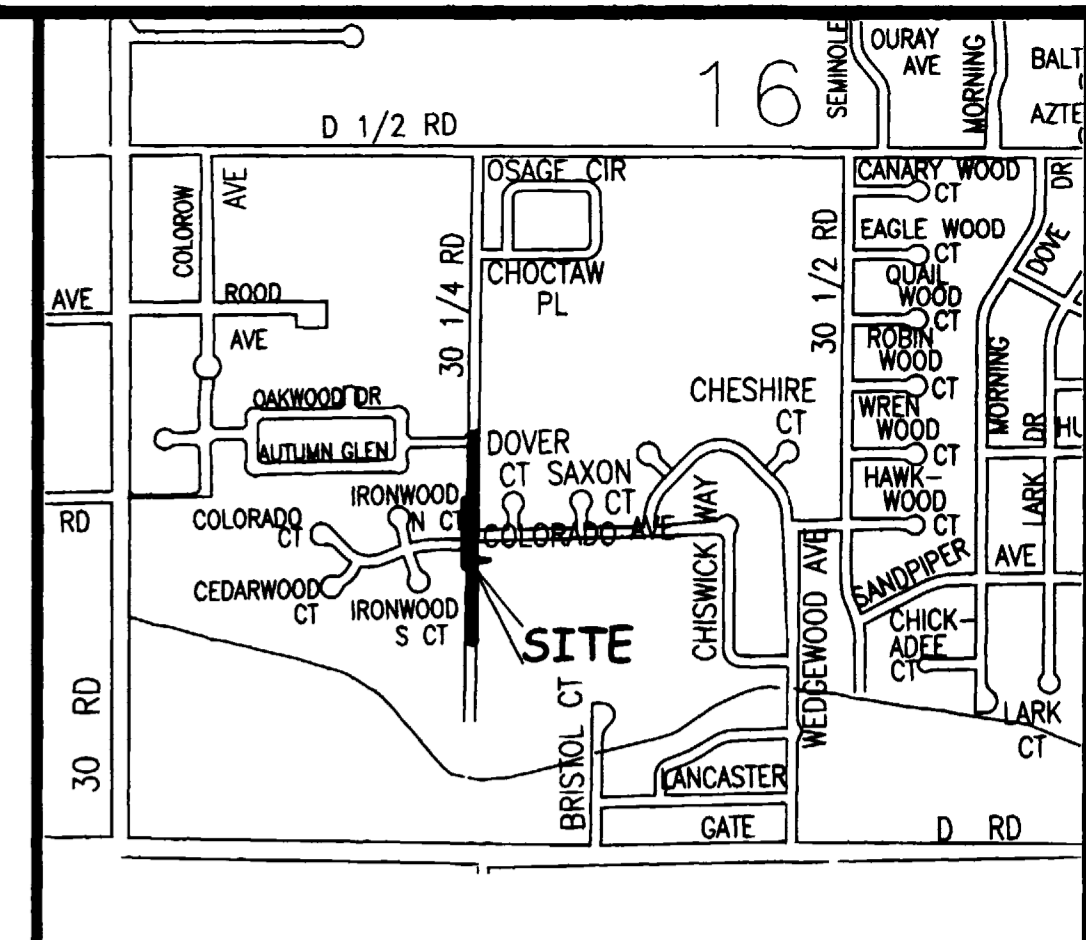 OURAY
AVE
SEMINOLE
MORNING
BALT
AZTE
16
D 1/2 RD
OSAGE CIR
CHOCTAW
PL
COLOROW
AVE
AVE
ROOD
AVE
30 1/4 RD
30 1/2 RD
CANARY WOOD
CT
EAGLE WOOD
CT
QUAIL
WOOD
CT
ROBIN
WOOD
CT
WREN
WOOD
CT
HAWK-
WOOD
CT
DR
DOVE
MORNING
DR
HU
LARK
OAKWOOD DR
AUTUMN GLEN
CHESHIRE
CT
DOVER
CT
SAXON
CT
IRONWOOD
N CT
COLORADO AVE
RD
COLORADO
CT
CEDARWOOD
CT
IRONWOOD
S CT
SITE
CHISWICK WAY
WEDGEWOOD AVE
SANDPIPER
AVE
CHICK-
ADEE
CT
LARK
CT
30 RD
BRISTOL CT
LANCASTER
GATE
D RD